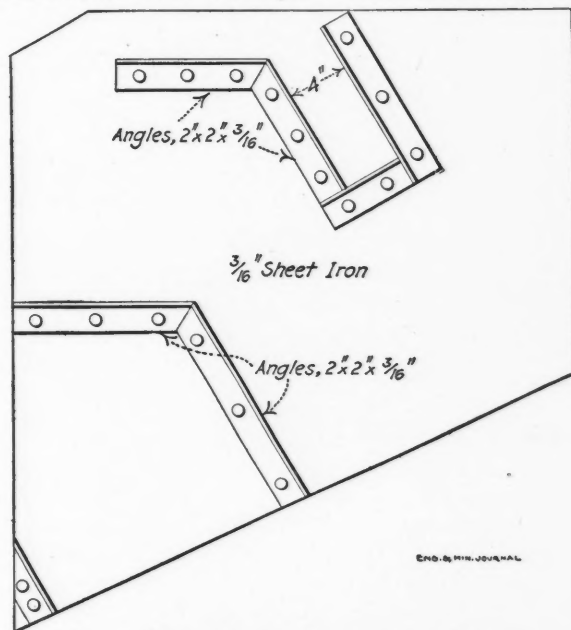 4"
Angles, 2"x 2"x 3/16"
3/16" Sheet Iron
Angles, 2"x 2"x 3/16"
ENG. & MIN. JOURNAL